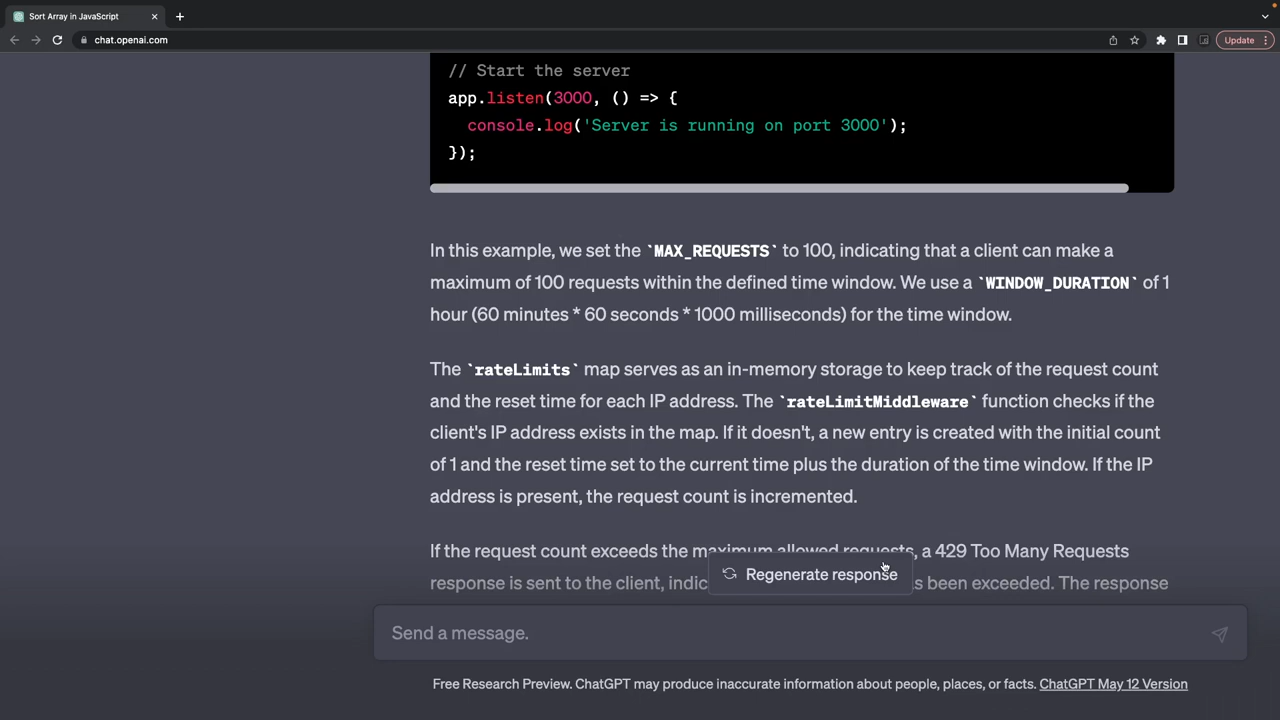 Sort Array in JavaScript
chat.openai.com
Update
// Start the server
app.listen(3000, () => {
console.log('Server is running on port 3000');
});
In this example, we set the `MAX_REQUESTS` to 100, indicating that a client can make a
maximum of 100 requests within the defined time window. We use a `WINDOW_DURATION` of 1
hour (60 minutes * 60 seconds * 1000 milliseconds) for the time window.
The `rateLimits` map serves as an in-memory storage to keep track of the request count
and the reset time for each IP address. The `rateLimitMiddleware` function checks if the
client's IP address exists in the map. If it doesn't, a new entry is created with the initial count
of 1 and the reset time set to the current time plus the duration of the time window. If the IP
address is present, the request count is incremented.
If the request count exceeds the maximum allowed requests, a 429 Too Many Requests
response is sent to the client, indic
Regenerate response
has been exceeded. The response
Send a message.
Free Research Preview. ChatGPT may produce inaccurate information about people, places, or facts. ChatGPT May 12 Version